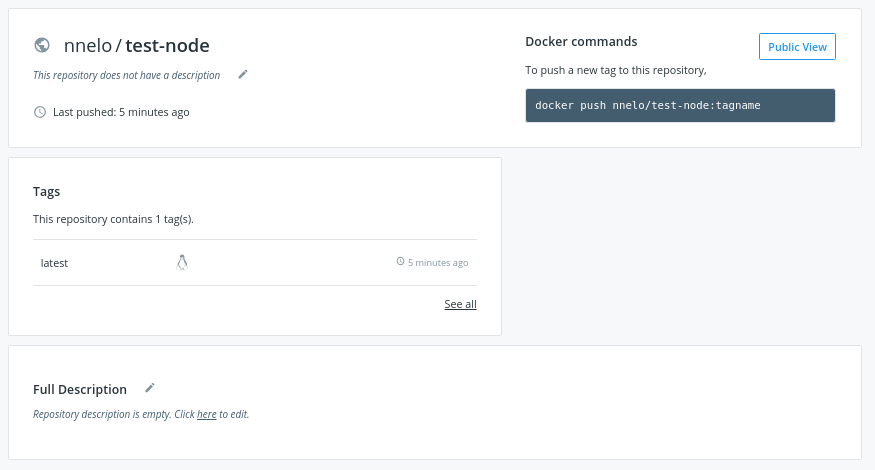 nnelo / test-node
This repository does not have a description
Last pushed: 5 minutes ago
Docker commands
Public View
To push a new tag to this repository,
docker push nnelo/test-node:tagname
Tags
This repository contains 1 tag(s).
latest
5 minutes ago
See all
Full Description
Repository description is empty. Click here to edit.